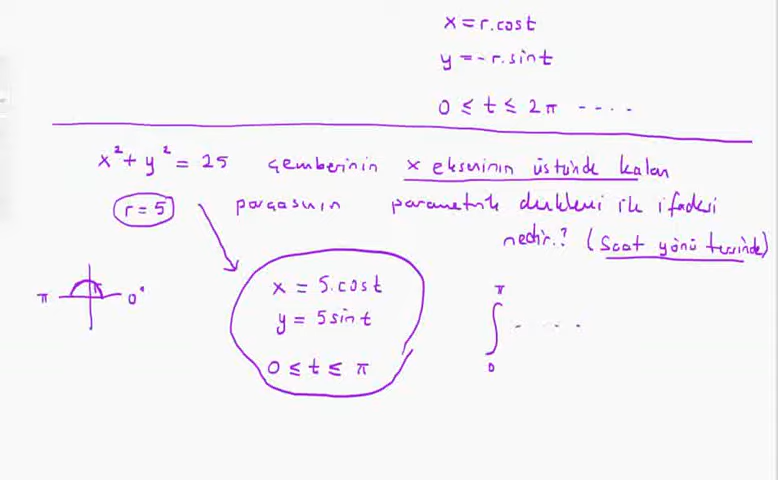 x = r.cost
y = -r.sint
0 ≤ t ≤ 2π ----
x² + y² = 25 çemberinin x ekseninin üstünde kalan
r = 5 parçasının parametrik denklemi ile ifadesi
nedir.? (Saat yönü tersinde)
x = 5.cost
y = 5sint
0 ≤ t ≤ π
π 0°
∫₀^π - ...